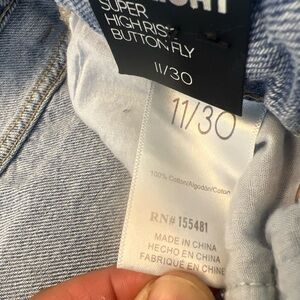 SUPER
HIGH RISE
BUTTON FLY
11/30
11/30
100% Cotton/Algodón/Coton
RN# 155481
MADE IN CHINA
HECHO EN CHINA
FABRIQUÉ EN CHINE